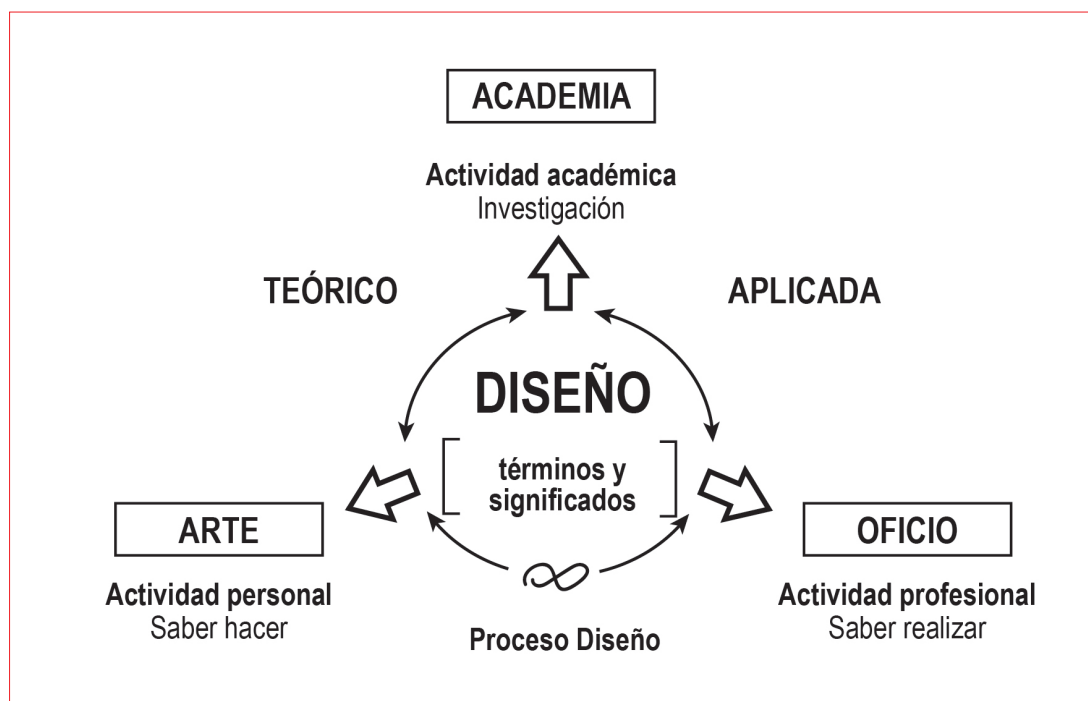 ACADEMIA
Actividad académica
Investigación
TEÓRICO
APLICADA
DISEÑO
términos y
significados
ARTE
Actividad personal
Saber hacer
OFICIO
Actividad profesional
Saber realizar
Proceso Diseño